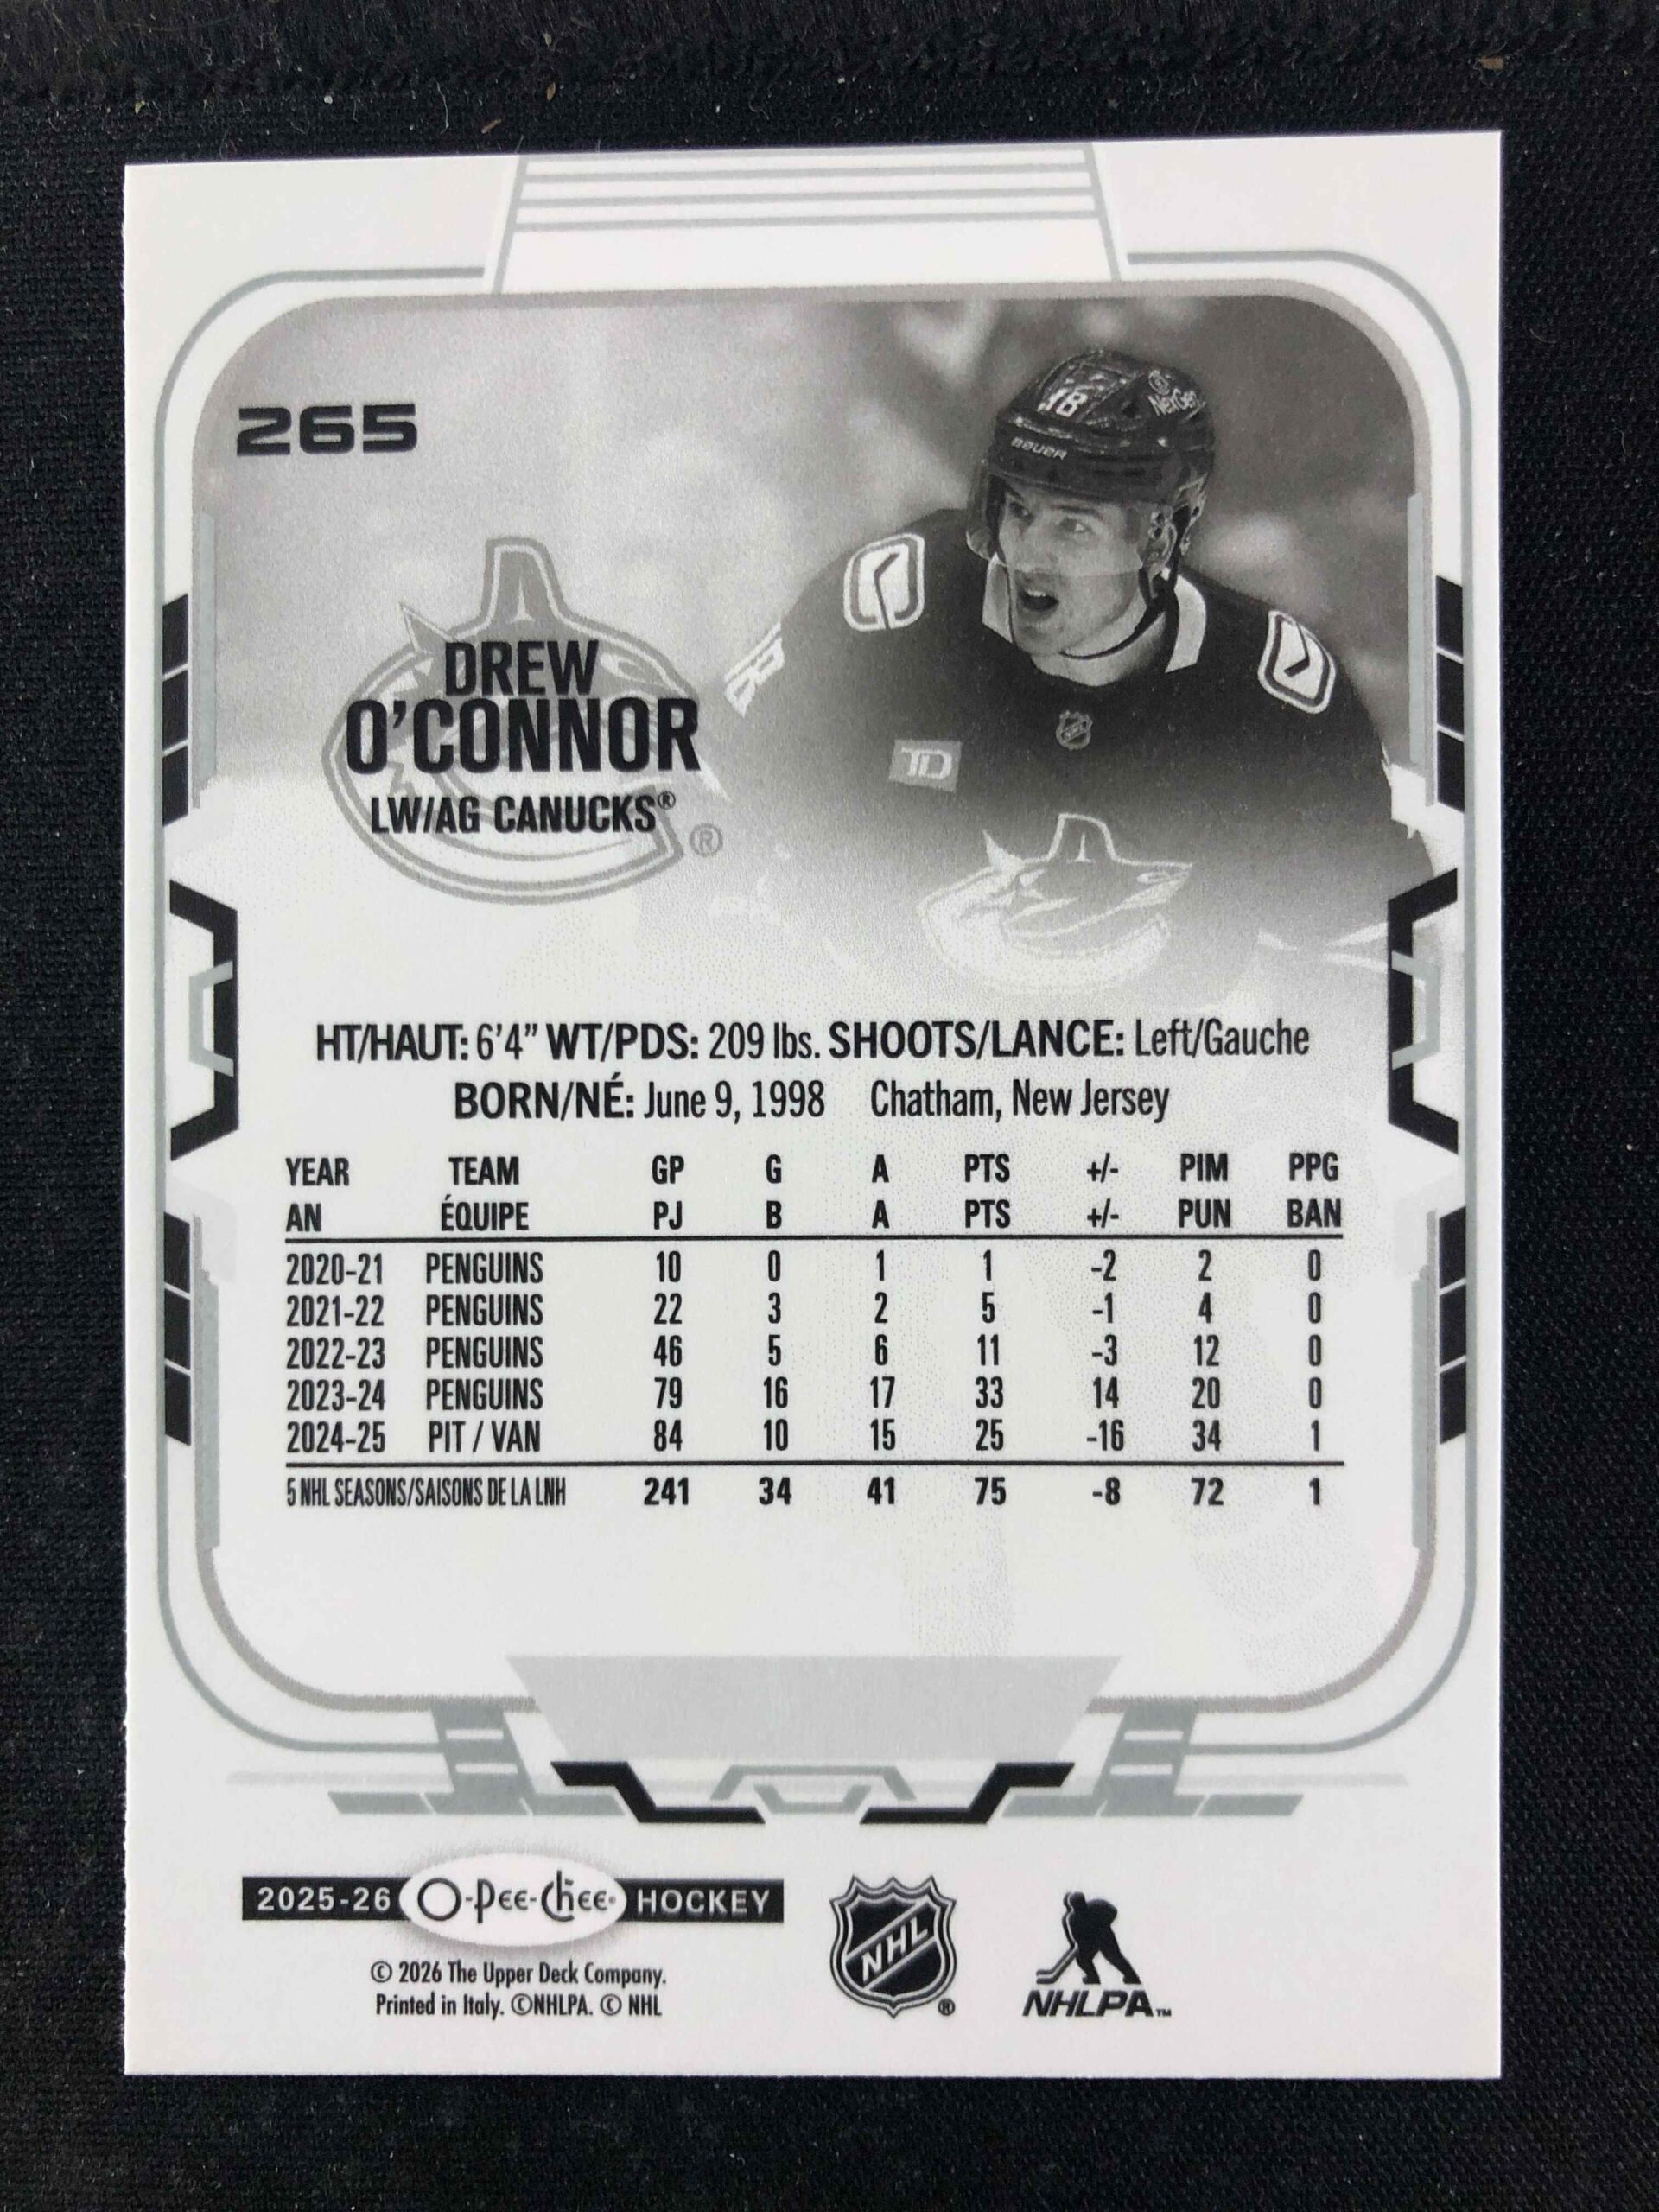 265
18
NexGen
BAUER
TD
DREW
O'CONNOR
LW/AG CANUCKS®
®
HT/HAUT: 6'4” WT/PDS: 209 lbs. SHOOTS/LANCE: Left/Gauche
BORN/NÉ: June 9, 1998 Chatham, New Jersey
YEAR TEAM GP G A PTS +/- PIM PPG
AN ÉQUIPE PJ B A PTS +/- PUN BAN
2020-21 PENGUINS 10 0 1 1 -2 2 0
2021-22 PENGUINS 22 3 2 5 -1 4 0
2022-23 PENGUINS 46 5 6 11 -3 12 0
2023-24 PENGUINS 79 16 17 33 14 20 0
2024-25 PIT / VAN 84 10 15 25 -16 34 1
5 NHL SEASONS/SAISONS DE LA LNH 241 34 41 75 -8 72 1
2025-26 O-Pee-Chee® HOCKEY
© 2026 The Upper Deck Company.
Printed in Italy. ©NHLPA. © NHL
NHL ®
NHLPA™